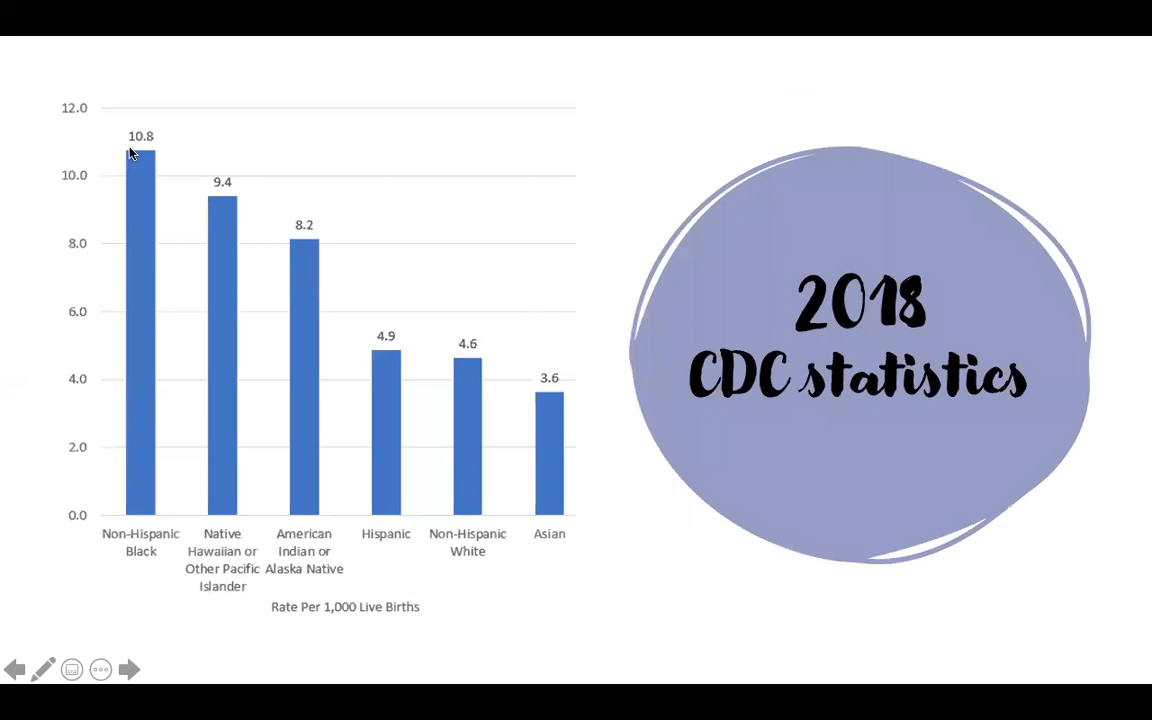 12.0
10.0
8.0
6.0
4.0
2.0
0.0
10.8
9.4
8.2
4.9
4.6
3.6
Non-Hispanic
Black
Native
Hawaiian or
Other Pacific
Islander
American
Indian or
Alaska Native
Hispanic
Non-Hispanic
White
Asian
Rate Per 1,000 Live Births
2018
CDC statistics